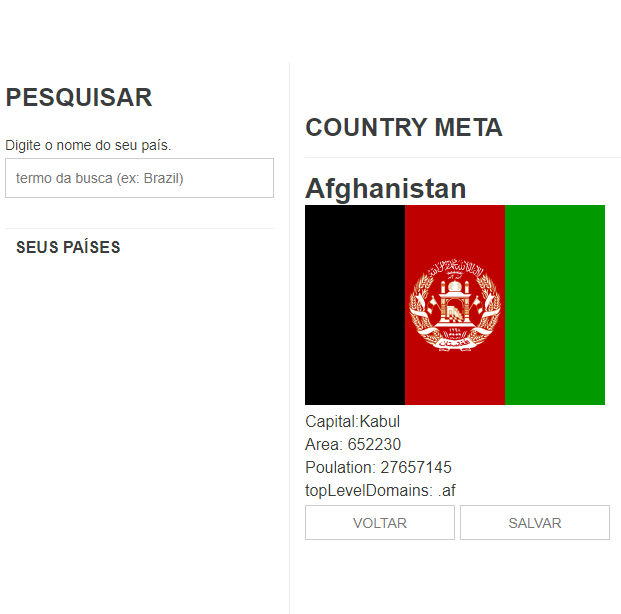 PESQUISAR
Digite o nome do seu país.
termo da busca (ex: Brazil)
SEUS PAÍSES
COUNTRY META
Afghanistan
Capital:Kabul
Area: 652230
Poulation: 27657145
topLevelDomains: .af
VOLTAR
SALVAR